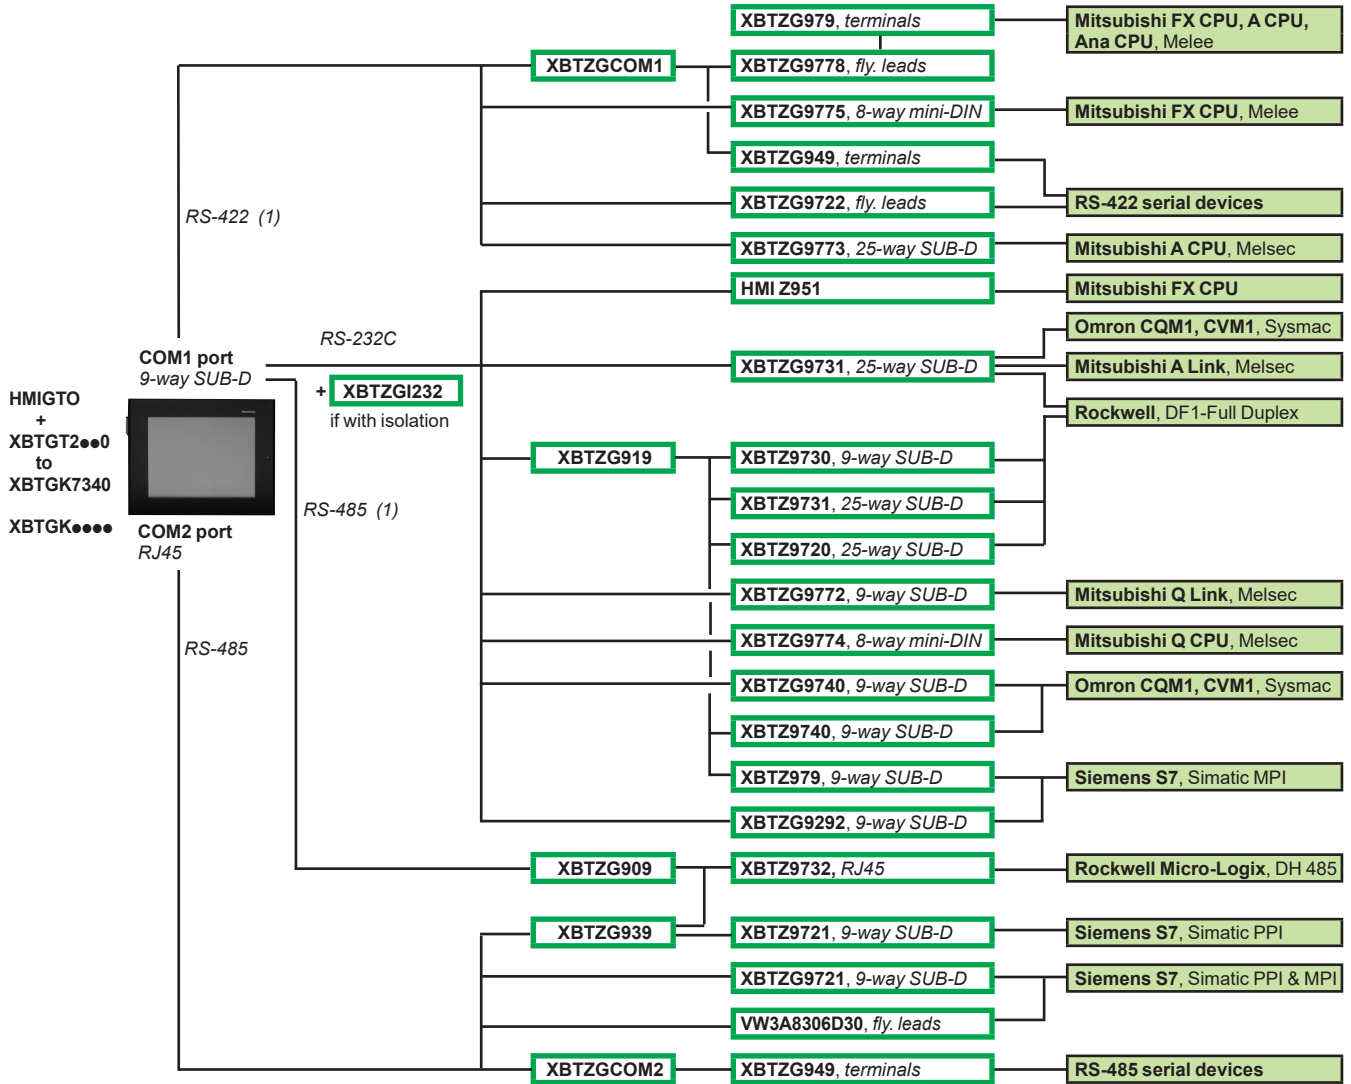 XBTZG979, terminals
Mitsubishi FX CPU, A CPU,
Ana CPU, Melee
XBTZGCOM1
XBTZG9778, fly. leads
XBTZG9775, 8-way mini-DIN
Mitsubishi FX CPU, Melee
XBTZG949, terminals
RS-422 (1)
XBTZG9722, fly. leads
RS-422 serial devices
XBTZG9773, 25-way SUB-D
Mitsubishi A CPU, Melsec
HMI Z951
Mitsubishi FX CPU
Omron CQM1, CVM1, Sysmac
RS-232C
COM1 port
9-way SUB-D
XBTZG9731, 25-way SUB-D
Mitsubishi A Link, Melsec
+ XBTZGI232
if with isolation
Rockwell, DF1-Full Duplex
HMIGTO
+
XBTGT2●●0
to
XBTGK7340
XBTGK●●●●
XBTZG919
XBTZ9730, 9-way SUB-D
XBTZ9731, 25-way SUB-D
RS-485 (1)
COM2 port
RJ45
XBTZ9720, 25-way SUB-D
XBTZG9772, 9-way SUB-D
Mitsubishi Q Link, Melsec
RS-485
XBTZG9774, 8-way mini-DIN
Mitsubishi Q CPU, Melsec
XBTZG9740, 9-way SUB-D
Omron CQM1, CVM1, Sysmac
XBTZ9740, 9-way SUB-D
XBTZ979, 9-way SUB-D
Siemens S7, Simatic MPI
XBTZG9292, 9-way SUB-D
XBTZG909
XBTZ9732, RJ45
Rockwell Micro-Logix, DH 485
XBTZG939
XBTZ9721, 9-way SUB-D
Siemens S7, Simatic PPI
XBTZG9721, 9-way SUB-D
Siemens S7, Simatic PPI & MPI
VW3A8306D30, fly. leads
XBTZGCOM2
XBTZG949, terminals
RS-485 serial devices